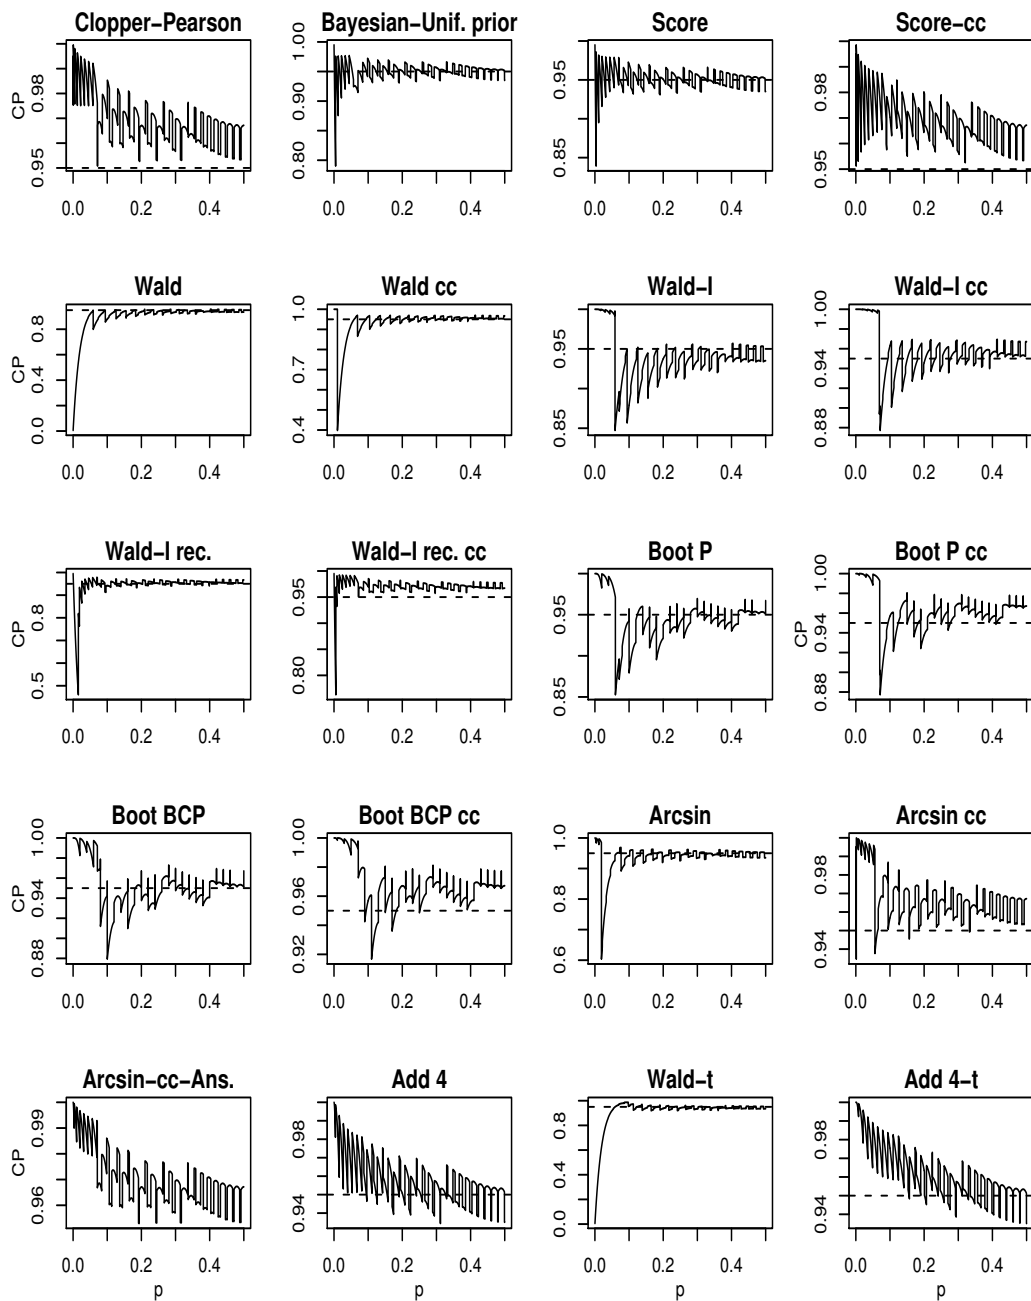 Clopper−Pearson Bayesian−Unif. prior Score Score−cc
CP
0.95 0.98
0.80 0.90 1.00
0.85 0.95
0.95 0.98
0.0 0.2 0.4 0.0 0.2 0.4 0.0 0.2 0.4 0.0 0.2 0.4
Wald Wald cc Wald−I Wald−I cc
CP
0.0 0.4 0.8
0.4 0.7 1.0
0.85 0.95
0.88 0.94 1.00
0.0 0.2 0.4 0.0 0.2 0.4 0.0 0.2 0.4 0.0 0.2 0.4
Wald−I rec. Wald−I rec. cc Boot P Boot P cc
CP
0.5 0.8
0.80 0.95
0.85 0.95
CP
0.88 0.94 1.00
0.0 0.2 0.4 0.0 0.2 0.4 0.0 0.2 0.4 0.0 0.2 0.4
Boot BCP Boot BCP cc Arcsin Arcsin cc
CP
0.88 0.94 1.00
0.92 0.96 1.00
0.6 0.8 1.0
0.94 0.98
0.0 0.2 0.4 0.0 0.2 0.4 0.0 0.2 0.4 0.0 0.2 0.4
Arcsin−cc−Ans. Add 4 Wald−t Add 4−t
CP
0.96 0.99
0.94 0.98
0.0 0.4 0.8
0.94 0.98
0.0 0.2 0.4 0.0 0.2 0.4 0.0 0.2 0.4 0.0 0.2 0.4
p p p p